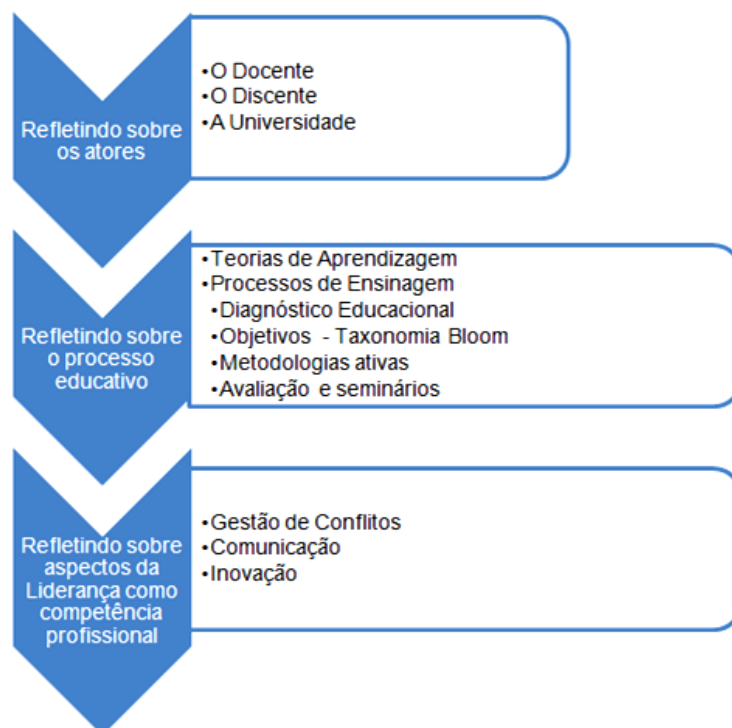 Refletindo sobre
os atores
•O Docente
•O Discente
•A Universidade
Refletindo sobre
o processo
educativo
•Teorias de Aprendizagem
•Processos de Ensinagem
•Diagnóstico Educacional
•Objetivos - Taxonomia Bloom
•Metodologias ativas
•Avaliação e seminários
Refletindo sobre
aspectos da
Liderança como
competência
profissional
•Gestão de Conflitos
•Comunicação
•Inovação